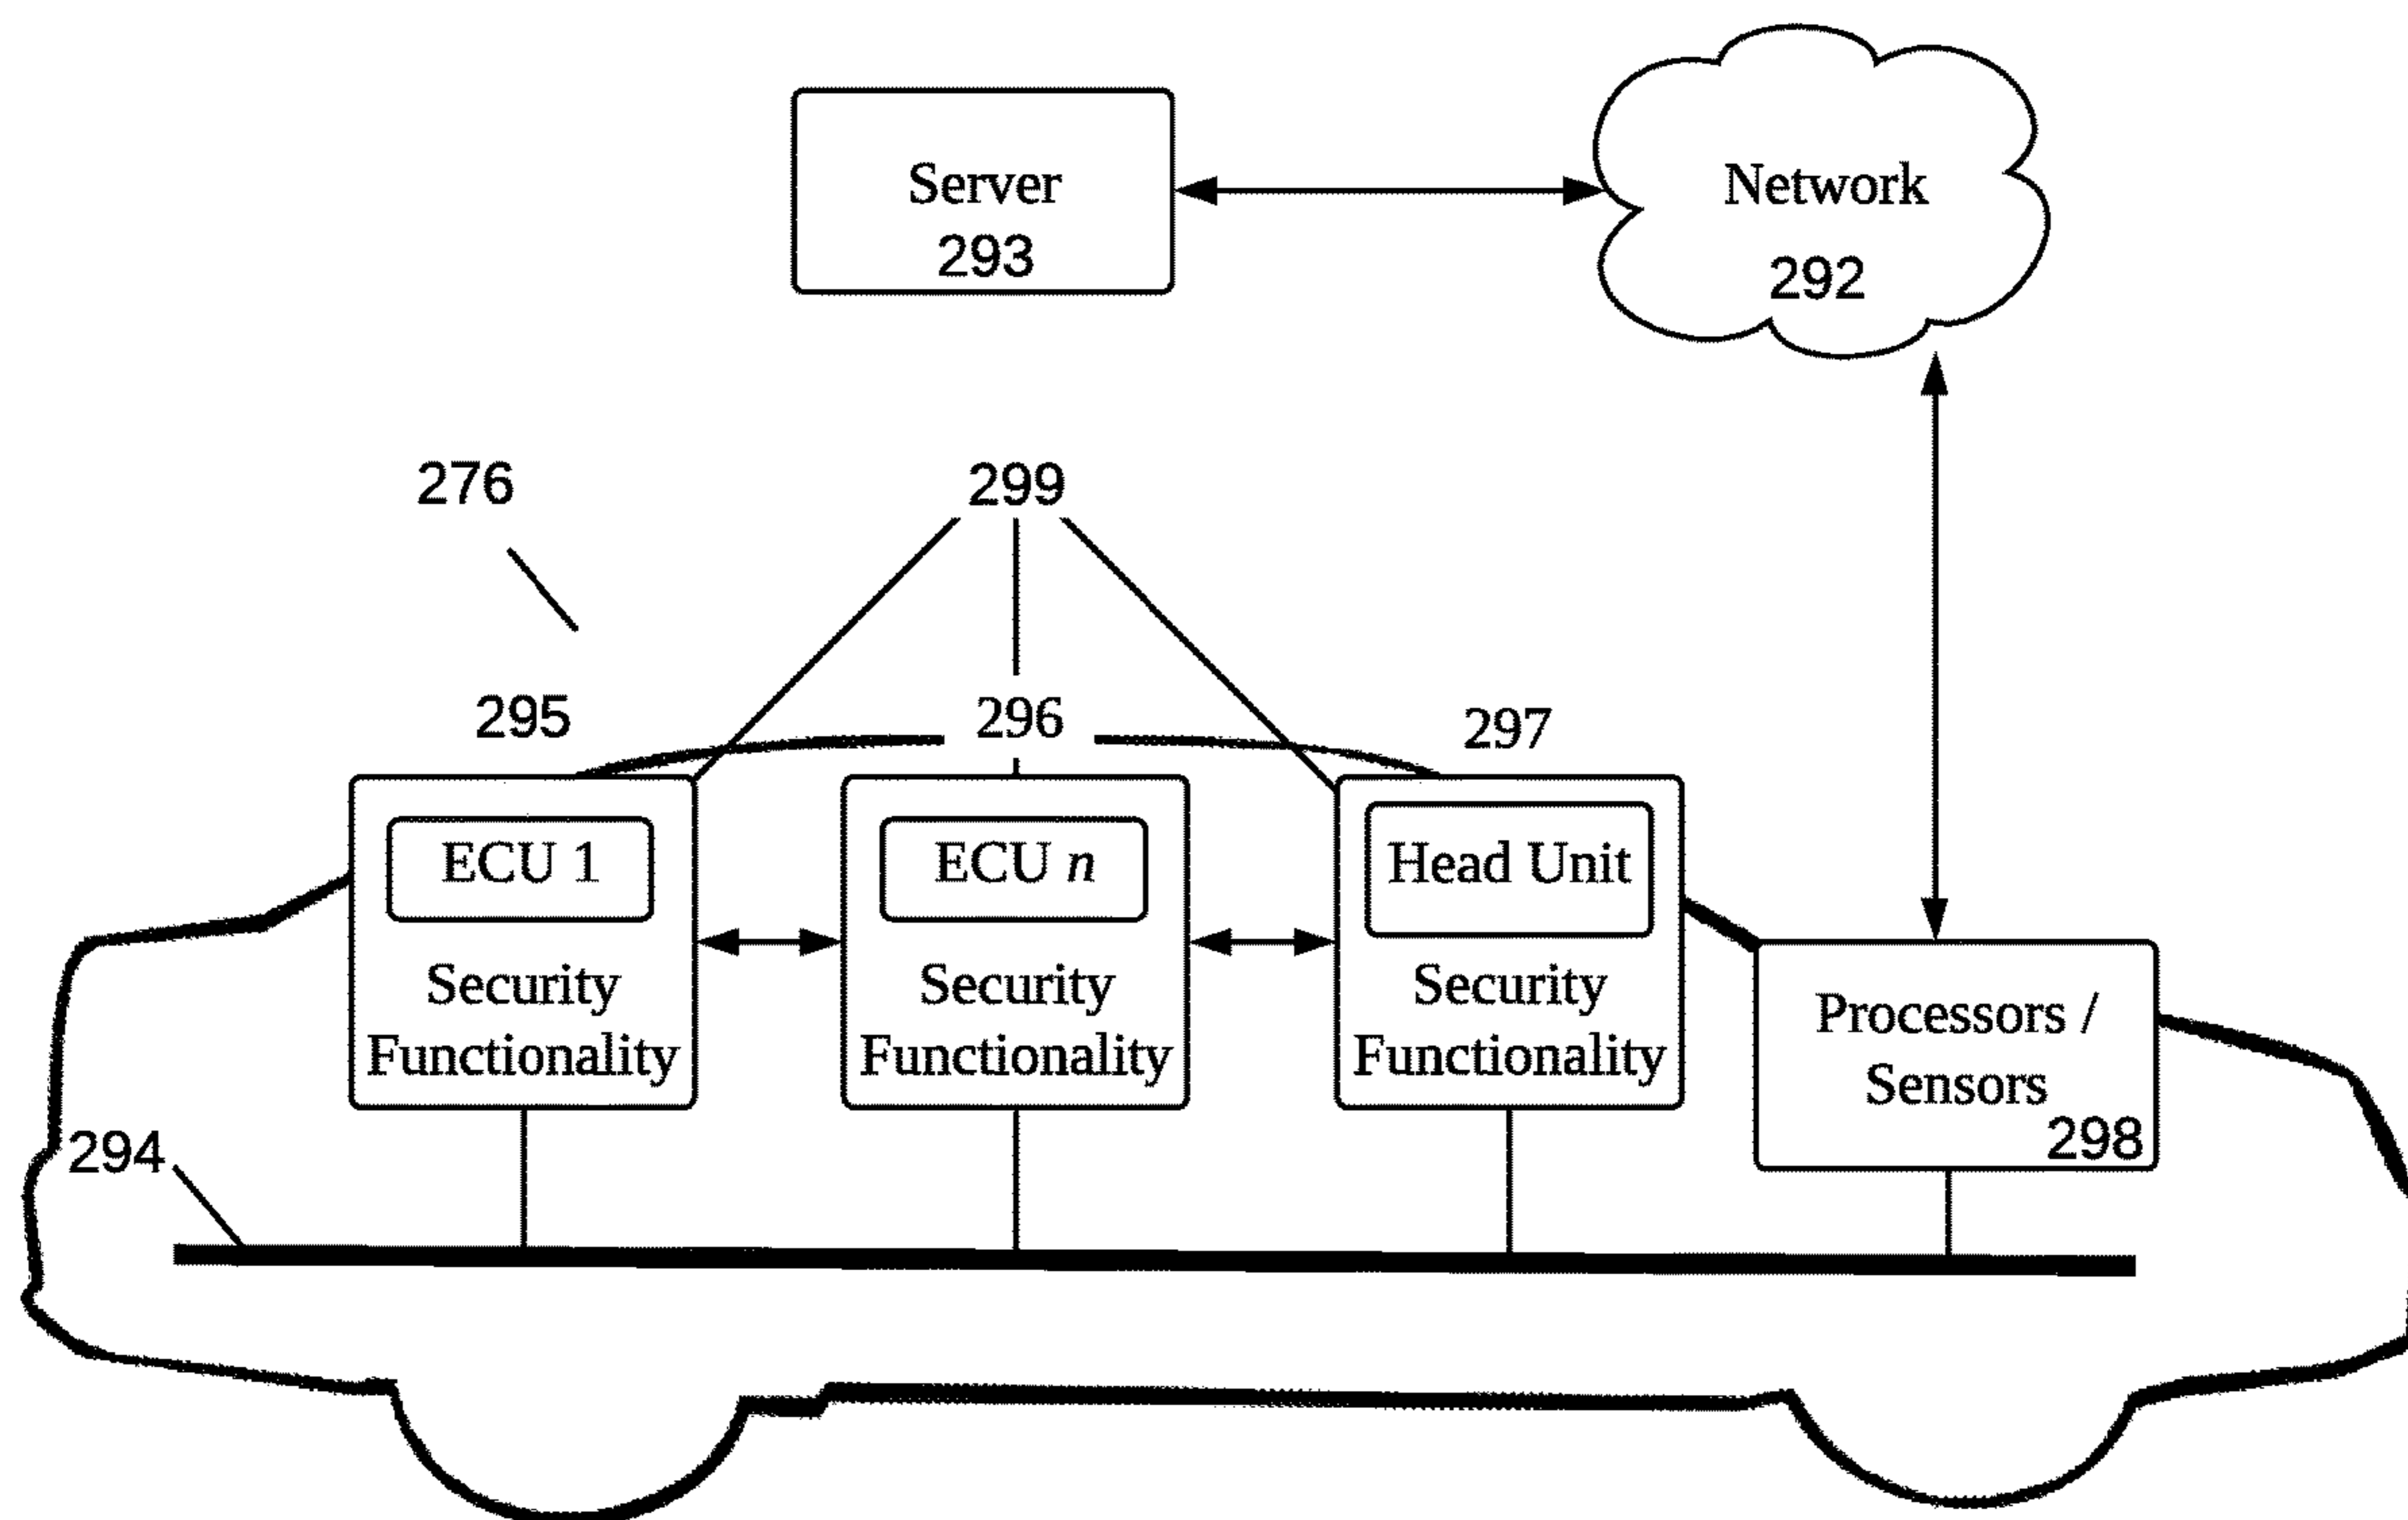 Server
293
Network
292
276
299
295
296
297
ECU 1
Security
Functionality
ECU n
Security
Functionality
Head Unit
Security
Functionality
Processors /
Sensors
298
294